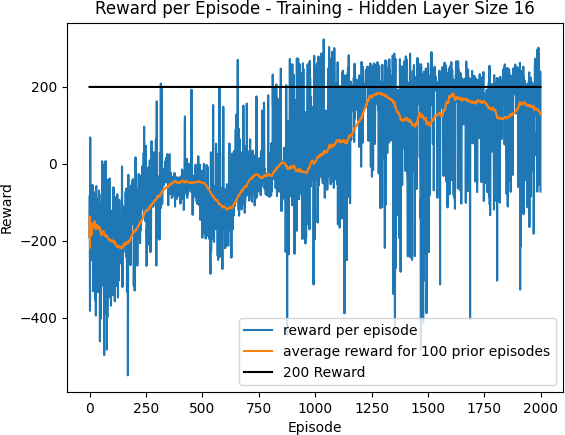 Reward per Episode - Training - Hidden Layer Size 16
Reward
200
0
−200
−400
reward per episode
average reward for 100 prior episodes
200 Reward
0
250
500
750
1000
1250
1500
1750
2000
Episode